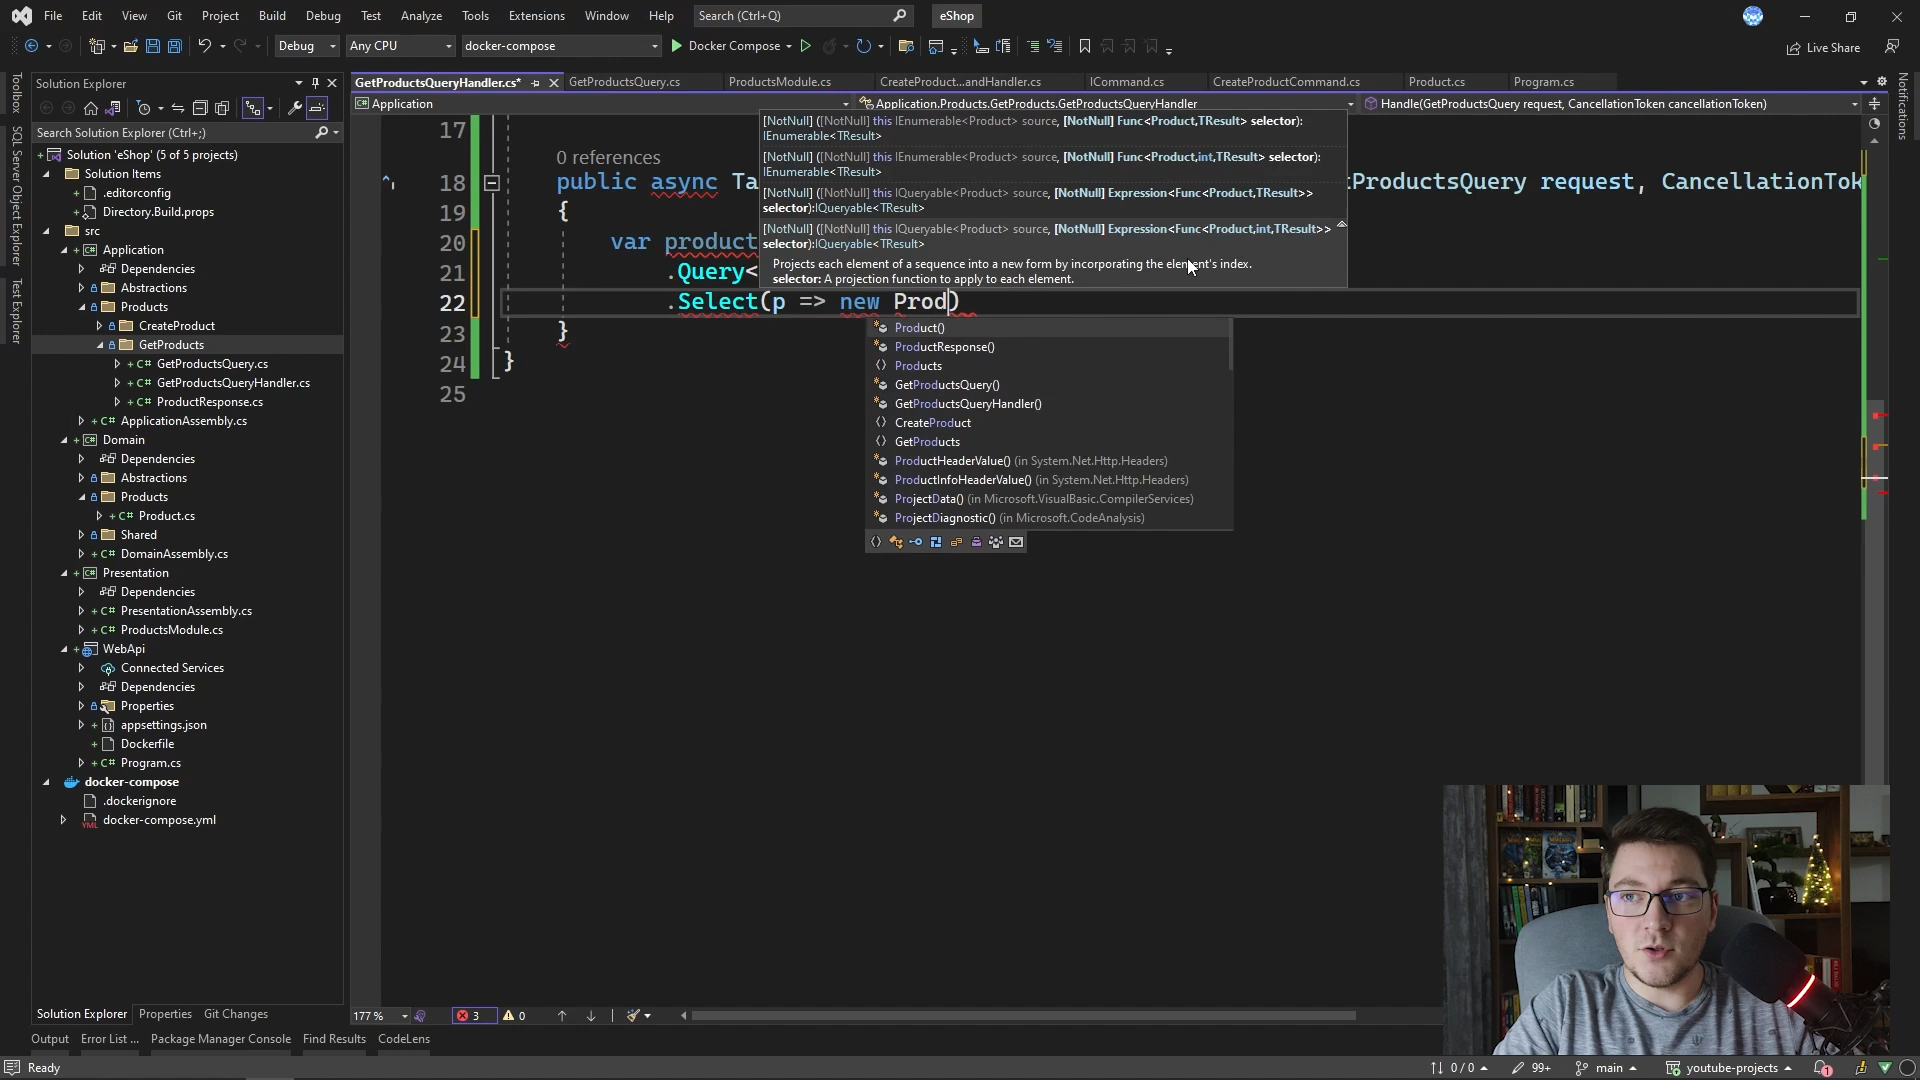 File Edit View Git Project Build Debug Test Analyze Tools Extensions Window Help Search (Ctrl+Q) eShop
Debug Any CPU docker-compose Docker Compose Live Share
Toolbox
SQL Server Object Explorer
Test Explorer
Notifications
Solution Explorer
Search Solution Explorer (Ctrl+;)
Solution 'eShop' (5 of 5 projects)
Solution Items
.editorconfig
Directory.Build.props
src
Application
Dependencies
Abstractions
Products
CreateProduct
GetProducts
GetProductsQuery.cs
GetProductsQueryHandler.cs
ProductResponse.cs
ApplicationAssembly.cs
Domain
Dependencies
Abstractions
Products
Product.cs
Shared
DomainAssembly.cs
Presentation
Dependencies
PresentationAssembly.cs
ProductsModule.cs
WebApi
Connected Services
Dependencies
Properties
appsettings.json
Dockerfile
Program.cs
docker-compose
.dockerignore
docker-compose.yml
Solution Explorer Properties Git Changes
GetProductsQueryHandler.cs* GetProductsQuery.cs ProductsModule.cs CreateProduct...andHandler.cs ICommand.cs CreateProductCommand.cs Product.cs Program.cs
Application Application.Products.GetProducts.GetProductsQueryHandler Handle(GetProductsQuery request, CancellationToken cancellationToken)
17
0 references
18 public async Ta tProductsQuery request, CancellationTok
19 {
20 var product
21 .Query<
22 .Select(p => new Prod)
23 }
24 }
25
[NotNull] ([NotNull] this IEnumerable<Product> source, [NotNull] Func<Product,TResult> selector):
IEnumerable<TResult>
[NotNull] ([NotNull] this IEnumerable<Product> source, [NotNull] Func<Product,int,TResult> selector):
IEnumerable<TResult>
[NotNull] ([NotNull] this IQueryable<Product> source, [NotNull] Expression<Func<Product,TResult>>
selector):IQueryable<TResult>
[NotNull] ([NotNull] this IQueryable<Product> source, [NotNull] Expression<Func<Product,int,TResult>>
selector):IQueryable<TResult>
Projects each element of a sequence into a new form by incorporating the element's index.
selector: A projection function to apply to each element.
Product()
ProductResponse()
Products
GetProductsQuery()
GetProductsQueryHandler()
CreateProduct
GetProducts
ProductHeaderValue() (in System.Net.Http.Headers)
ProductInfoHeaderValue() (in System.Net.Http.Headers)
ProjectData() (in Microsoft.VisualBasic.CompilerServices)
ProjectDiagnostic() (in Microsoft.CodeAnalysis)
177 % 3 0
Output Error List ... Package Manager Console Find Results CodeLens
Ready 0 / 0 99+ main youtube-projects 1